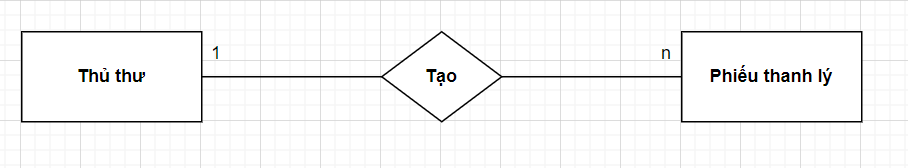 Thủ thư
1
Tạo
n
Phiếu thanh lý